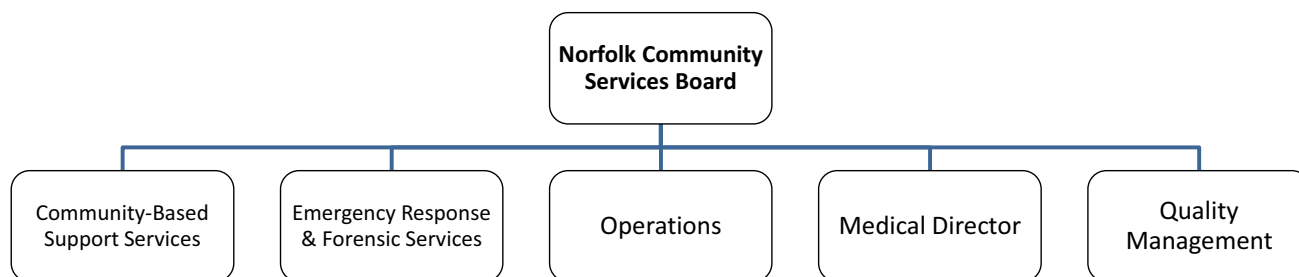 Norfolk Community
Services Board
Community-Based
Support Services
Emergency Response
& Forensic Services
Operations
Medical Director
Quality
Management